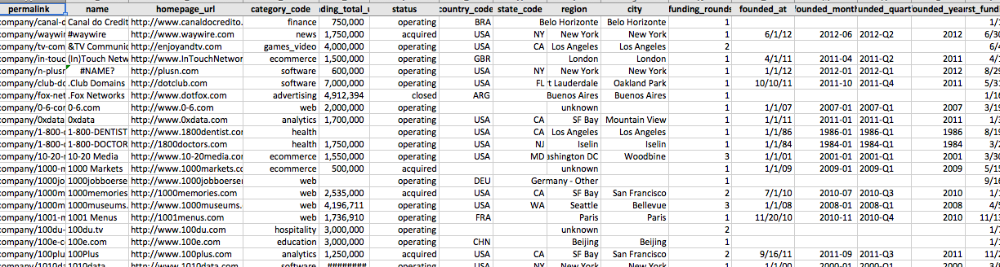 permalink name homepage_url category_code ding_total_ status country_code state_code region city funding_rounds founded_at ounded_mont ounded_quart ounded_year rst_fund
company/canal-d Canal do Credit http://www.canaldocredito. finance 750,000 operating BRA Belo Horizonte Belo Horizonte 1 1/1
company/waywir #waywire http://www.waywire.com news 1,750,000 acquired USA NY New York New York 1 6/1/12 2012-06 2012-Q2 2012 6/30
company/tv-com &TV Communic http://enjoyandtv.com games_video 4,000,000 operating USA CA Los Angeles Los Angeles 2 6/4
company/in-touc (In)Touch Netw http://www.InTouchNetwor ecommerce 1,500,000 operating GBR London London 1 4/1/11 2011-04 2011-Q2 2011 4/1
company/n-plusn #NAME? http://plusn.com software 600,000 operating USA NY New York New York 1 1/1/12 2012-01 2012-Q1 2012 8/29
company/club-do .Club Domains http://dotclub.com software 7,000,000 operating USA FL t Lauderdale Oakland Park 1 10/10/11 2011-10 2011-Q4 2011 5/31
company/fox-net .Fox Networks http://www.dotfox.com advertising 4,912,394 closed ARG Buenos Aires Buenos Aires 1 1/16
company/0-6-cor 0-6.com http://www.0-6.com web 2,000,000 operating unknown 1 1/1/07 2007-01 2007-Q1 2007 3/19
company/0xdata 0xdata http://www.0xdata.com analytics 1,700,000 operating USA CA SF Bay Mountain View 1 1/1/11 2011-01 2011-Q1 2011 1/3
company/1-800-d 1-800-DENTIST http://www.1800dentist.cor health operating USA CA Los Angeles Los Angeles 1 1/1/86 1986-01 1986-Q1 1986 8/19
company/1-800-d 1-800-DOCTOR http://1800doctors.com health 1,750,000 operating USA NJ Iselin Iselin 1 1/1/84 1984-01 1984-Q1 1984 3/2
company/10-20-r 10-20 Media http://www.10-20media.cor ecommerce 1,550,000 operating USA MD ashington DC Woodbine 3 1/1/01 2001-01 2001-Q1 2001 3/30
company/1000-m 1000 Markets http://www.1000markets.c ecommerce 500,000 acquired unknown 1 1/1/09 2009-01 2009-Q1 2009 5/15
company/1000jo 1000jobboerse http://www.1000jobboerse web operating DEU Germany - Other 1 9/16
company/1000m 1000memories http://1000memories.com web 2,535,000 acquired USA CA SF Bay San Francisco 2 7/1/10 2010-07 2010-Q3 2010 1/1
company/1000m 1000museums. http://www.1000museums. web 4,196,711 operating USA WA Seattle Bellevue 3 1/1/08 2008-01 2008-Q1 2008 4/5
company/1001-m 1001 Menus http://1001menus.com web 1,736,910 operating FRA Paris Paris 1 11/20/10 2010-11 2010-Q4 2010 11/13
company/100du- 100du.tv http://www.100du.com hospitality 3,000,000 operating unknown 2 1/7
company/100e-c 100e.com http://www.100e.com education 3,000,000 operating CHN Beijing Beijing 1 1/1
company/100plu 100Plus http://www.100plus.com analytics 1,250,000 acquired USA CA SF Bay San Francisco 2 9/16/11 2011-09 2011-Q3 2011 11/
company/1010da 1010data http://www.1010data.com software ######## operating USA NY New York New York 1 1/1/00 2000-01 2000-Q1 2000